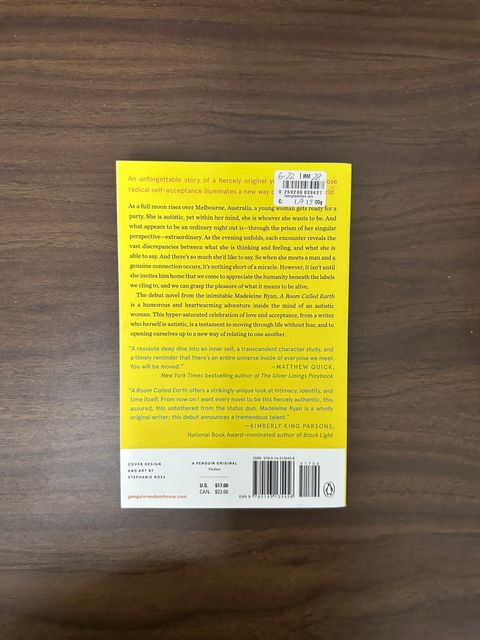 An unforgettable story of a fiercely original
radical self-acceptance illuminates a new way
As a full moon rises over Melbourne, Australia, a young woman gets ready for a
party. She is autistic, yet within her mind, she is whoever she wants to be. And
what appears to be an ordinary night out is—through the prism of her singular
perspective—extraordinary. As the evening unfolds, each encounter reveals the
vast discrepancies between what she is thinking and feeling, and what she is
able to say. And there's so much she'd like to say. So when she meets a man and a
genuine connection occurs, it's nothing short of a miracle. However, it isn't until
she invites him home that we come to appreciate the humanity beneath the labels
we cling to, and we can grasp the pleasure of what it means to be alive.
The debut novel from the inimitable Madeleine Ryan, A Room Called Earth
is a humorous and heartwarming adventure inside the mind of an autistic
woman. This hyper-saturated celebration of love and acceptance, from a writer
who herself is autistic, is a testament to moving through life without fear, and to
opening ourselves up to a new way of relating to one another.
"A resolute deep dive into an inner self, a transcendent character study, and
a timely reminder that there's an entire universe inside of everyone we meet.
You will be moved." —MATTHEW QUICK,
New York Times bestselling author of The Silver Linings Playbook
"A Room Called Earth offers a strikingly unique look at intimacy, identity, and
time itself. From now on I want every novel to be this fiercely authentic, this
assured, this untethered from the status quo. Madeleine Ryan is a wholly
original writer; this debut announces a tremendous talent."
—KIMBERLY KING PARSONS,
National Book Award–nominated author of Black Light
COVER DESIGN
AND ART BY
STEPHANIE ROSS
penguinrandomhouse.com
A PENGUIN ORIGINAL
Fiction
U.S. $17.00
CAN. $23.00
ISBN 978-0-14-313545-6
51700
EAN 9 780143 135456
RM